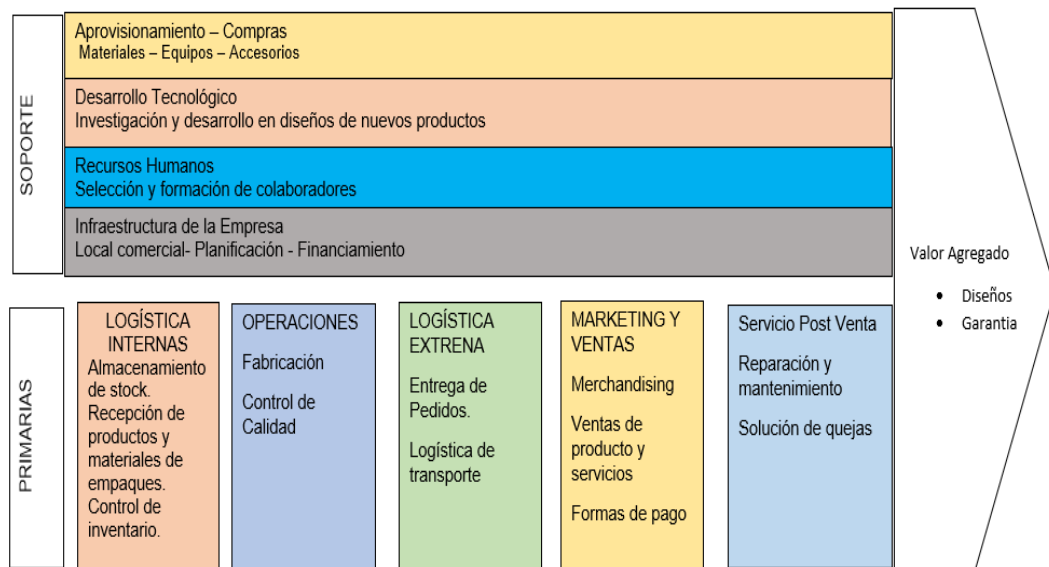 SOPORTE
Aprovisionamiento – Compras
Materiales – Equipos – Accesorios
Desarrollo Tecnológico
Investigación y desarrollo en diseños de nuevos productos
Recursos Humanos
Selección y formación de colaboradores
Infraestructura de la Empresa
Local comercial- Planificación - Financiamiento
PRIMARIAS
LOGÍSTICA
INTERNAS
Almacenamiento
de stock.
Recepción de
productos y
materiales de
empaques.
Control de
inventario.
OPERACIONES
Fabricación
Control de
Calidad
LOGÍSTICA
EXTRENA
Entrega de
Pedidos.
Logística de
transporte
MARKETING Y
VENTAS
Merchandising
Ventas de
producto y
servicios
Formas de pago
Servicio Post Venta
Reparación y
mantenimiento
Solución de quejas
Valor Agregado
• Diseños
• Garantia